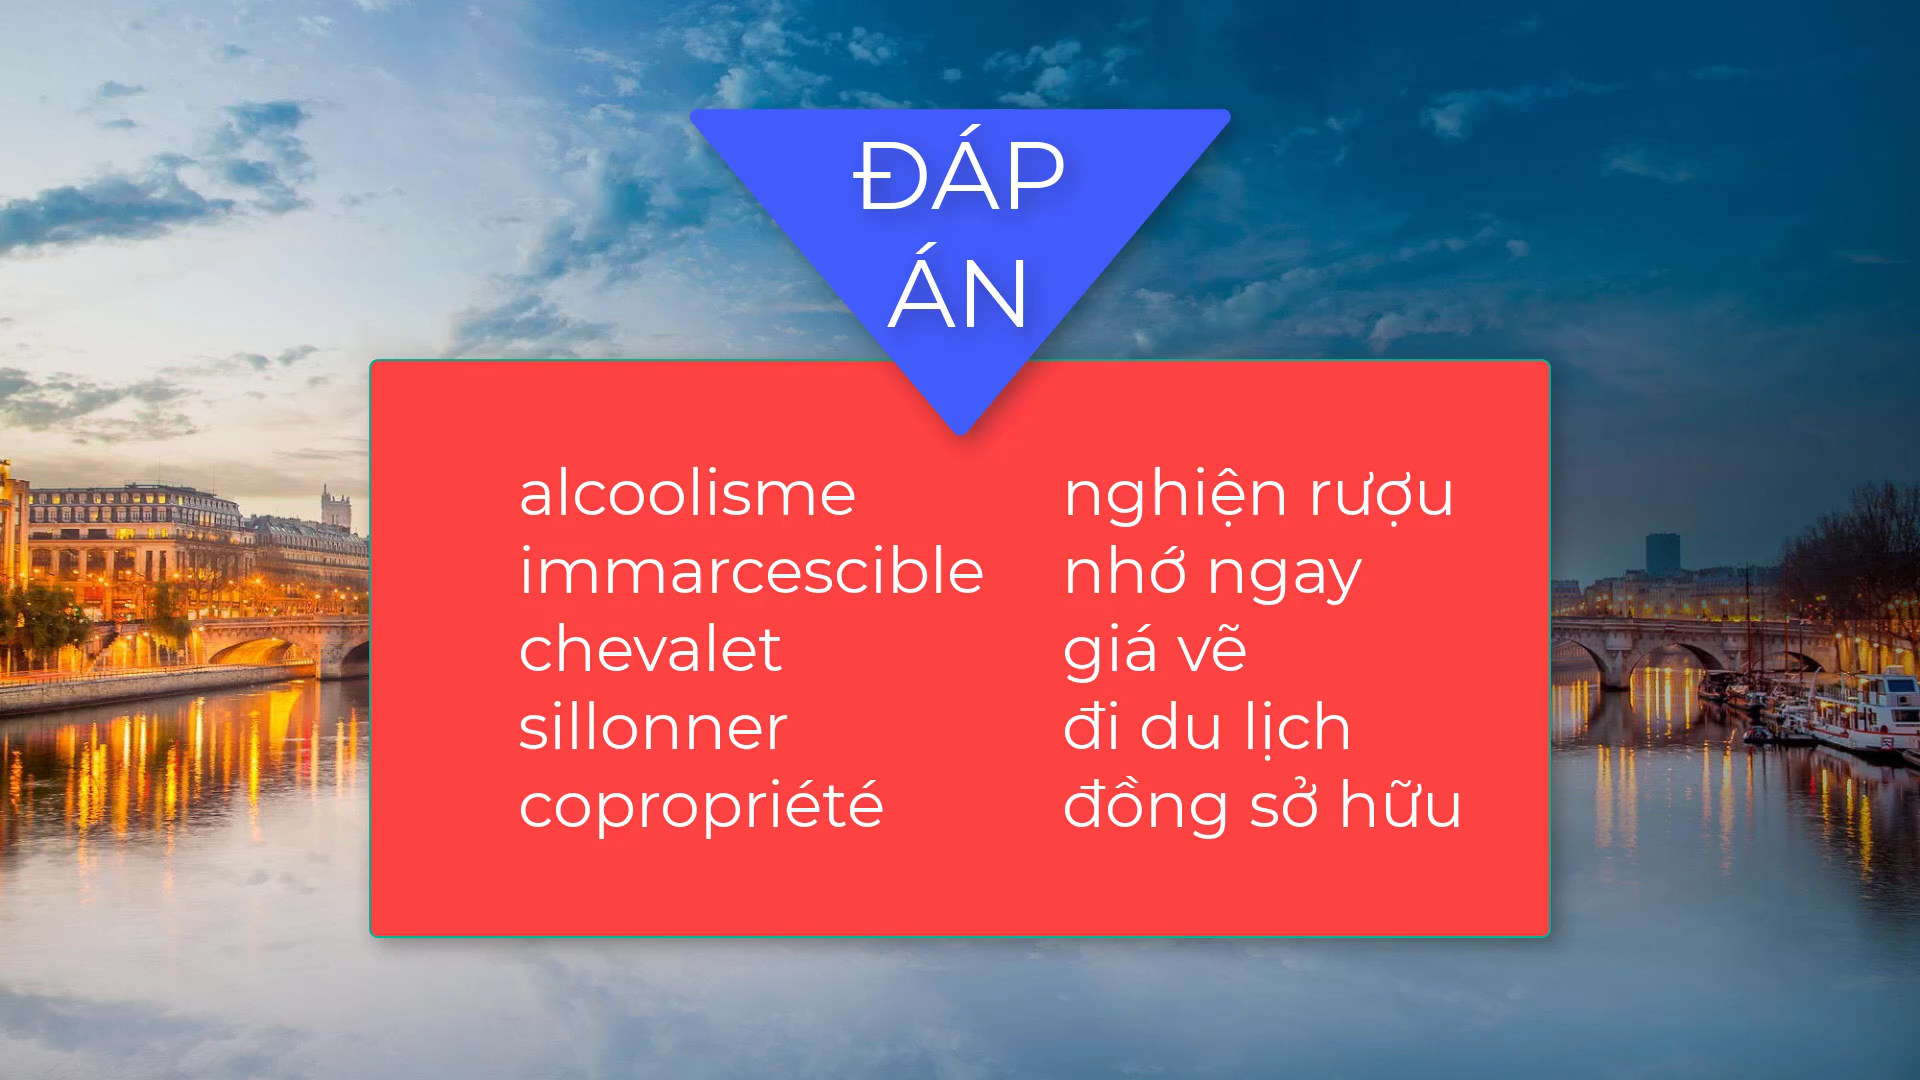 ĐÁP
ÁN
alcoolisme nghiện rượu
immarcescible nhớ ngay
chevalet giá vẽ
sillonner đi du lịch
copropriété đồng sở hữu